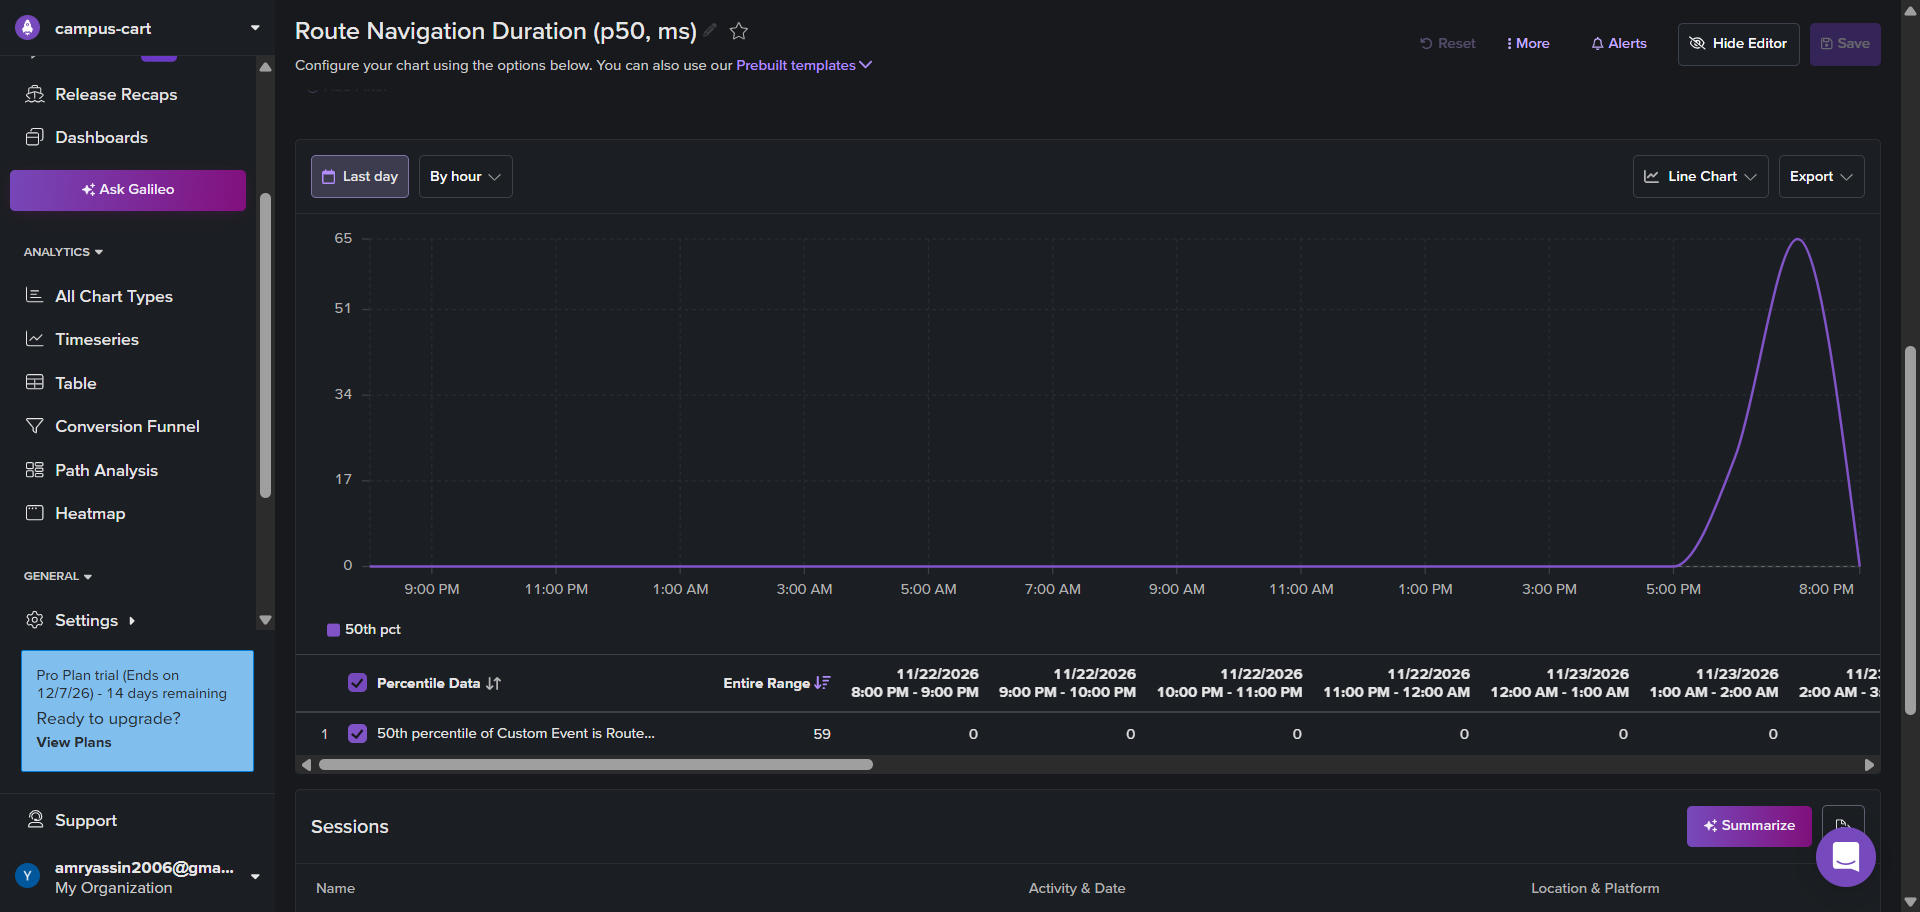 campus-cart
Release Recaps
Dashboards
Ask Galileo
ANALYTICS
All Chart Types
Timeseries
Table
Conversion Funnel
Path Analysis
Heatmap
GENERAL
Settings
Pro Plan trial (Ends on
12/7/26) - 14 days remaining
Ready to upgrade?
View Plans
Support
Y
amryassin2006@gma...
My Organization
Route Navigation Duration (p50, ms)
Configure your chart using the options below. You can also use our Prebuilt templates
Reset
More
Alerts
Hide Editor
Save
Last day
By hour
Line Chart
Export
65
51
34
17
0
9:00 PM 11:00 PM 1:00 AM 3:00 AM 5:00 AM 7:00 AM 9:00 AM 11:00 AM 1:00 PM 3:00 PM 5:00 PM 8:00 PM
50th pct
Percentile Data Entire Range 11/22/2026 8:00 PM - 9:00 PM 11/22/2026 9:00 PM - 10:00 PM 11/22/2026 10:00 PM - 11:00 PM 11/22/2026 11:00 PM - 12:00 AM 11/23/2026 12:00 AM - 1:00 AM 11/23/2026 1:00 AM - 2:00 AM 11/2 2:00 AM - 3
1 50th percentile of Custom Event is Route... 59 0 0 0 0 0 0
Sessions
Summarize
Name Activity & Date Location & Platform